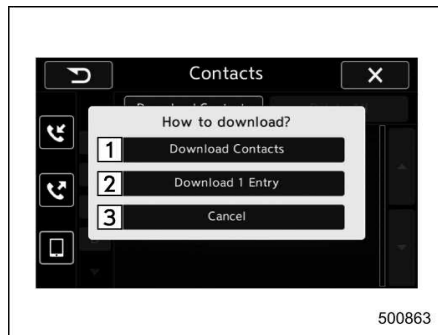 Contacts
How to download?
1 Download Contacts
2 Download 1 Entry
3 Cancel
500863